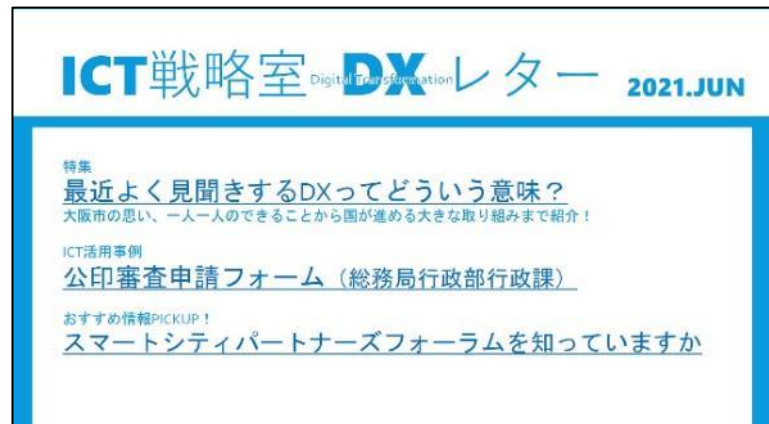 ICT戦略室 Digital Transformation DXレター 2021.JUN
特集
最近よく見聞きするDXってどういう意味？
大阪市の思い、一人一人のできることから国が進める大きな取り組みまで紹介！
ICT活用事例
公印審査申請フォーム（総務局行政部行政課）
おすすめ情報PICKUP！
スマートシティパートナーズフォーラムを知っていますか